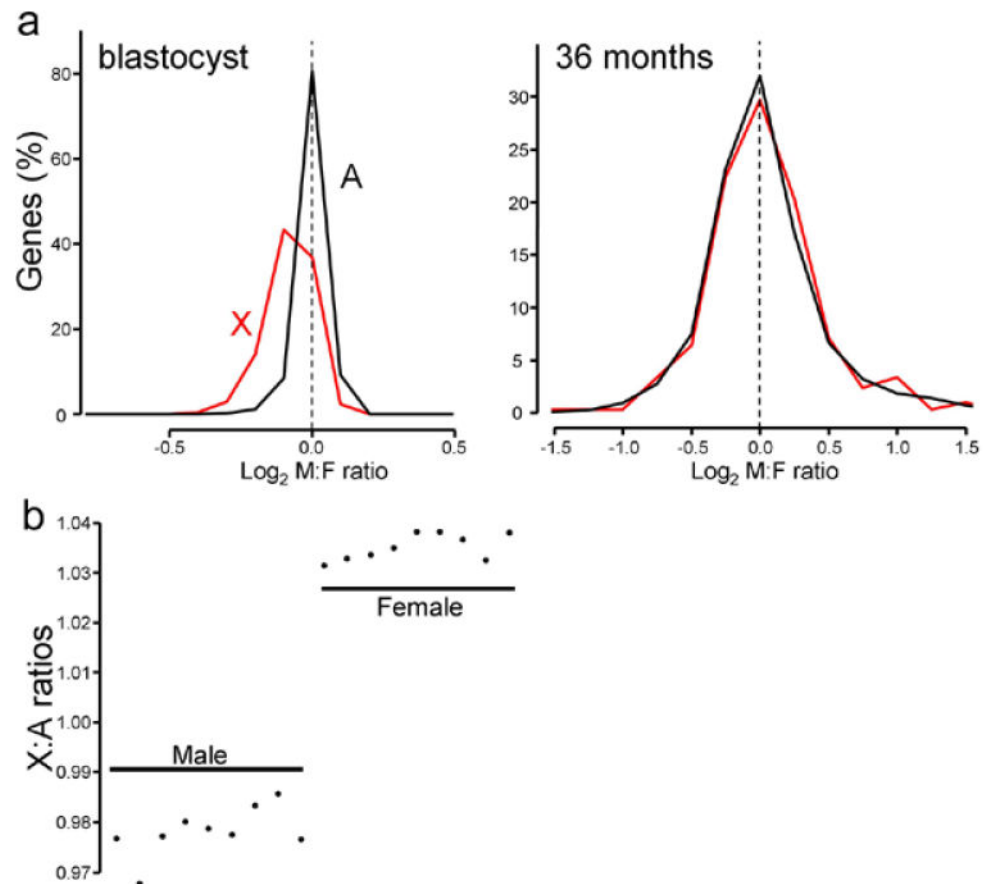 a
blastocyst
36 months
Genes (%)
80
60
40
20
0
A
X
-0.5
0.0
0.5
Log2 M:F ratio
30
25
20
15
10
5
0
-1.5
-1.0
-0.5
0.0
0.5
1.0
1.5
Log2 M:F ratio
b
X:A ratios
1.04
1.03
1.02
1.01
1.00
0.99
0.98
0.97
Female
Male